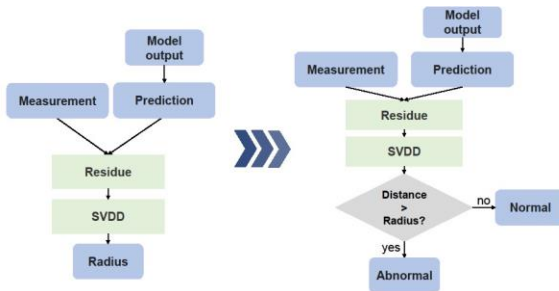 Model
output
Measurement
Prediction
Residue
SVDD
Radius
Model
output
Measurement
Prediction
Residue
SVDD
Distance
>
Radius?
no
Normal
yes
Abnormal